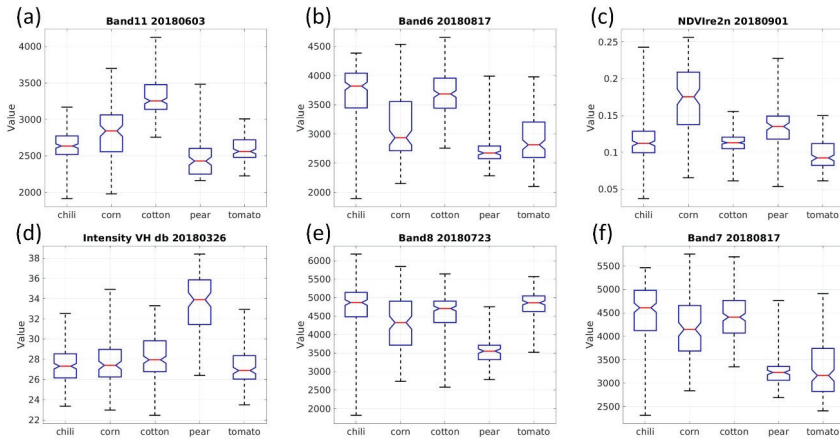 (a)
Band11 20180603
Value
4000
3500
3000
2500
2000
chili corn cotton pear tomato
(b)
Band6 20180817
Value
4500
4000
3500
3000
2500
2000
chili corn cotton pear tomato
(c)
NDVIre2n 20180901
Value
0.25
0.2
0.15
0.1
0.05
chili corn cotton pear tomato
(d)
Intensity VH db 20180326
Value
38
36
34
32
30
28
26
24
22
chili corn cotton pear tomato
(e)
Band8 20180723
Value
6000
5500
5000
4500
4000
3500
3000
2500
2000
chili corn cotton pear tomato
(f)
Band7 20180817
Value
5500
5000
4500
4000
3500
3000
2500
chili corn cotton pear tomato